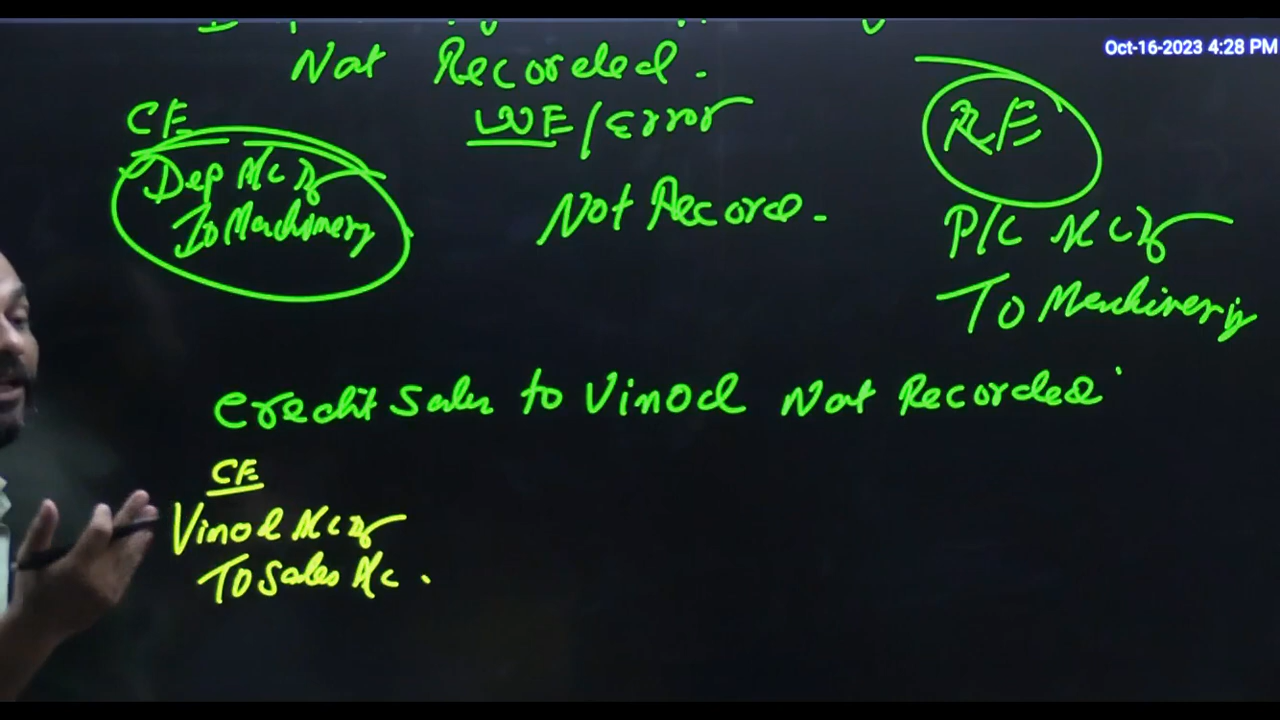 Oct-16-2023 4:28 PM
Not Recorded.
CE
WE/Error
RE
Dep A/c Dr
To Machinery
Not Record.
P/L A/c Dr
To Machinery
Credit Sales to Vinod Not Recorded
CE
Vinod A/c Dr
To Sales A/c.